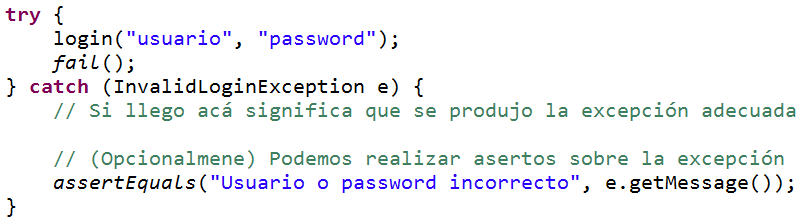 try {
    login("usuario", "password");
    fail();
} catch (InvalidLoginException e) {
    // Si llego acá significa que se produjo la excepción adecuada
    // (Opcionalmene) Podemos realizar asertos sobre la excepción
    assertEquals("Usuario o password incorrecto", e.getMessage());
}